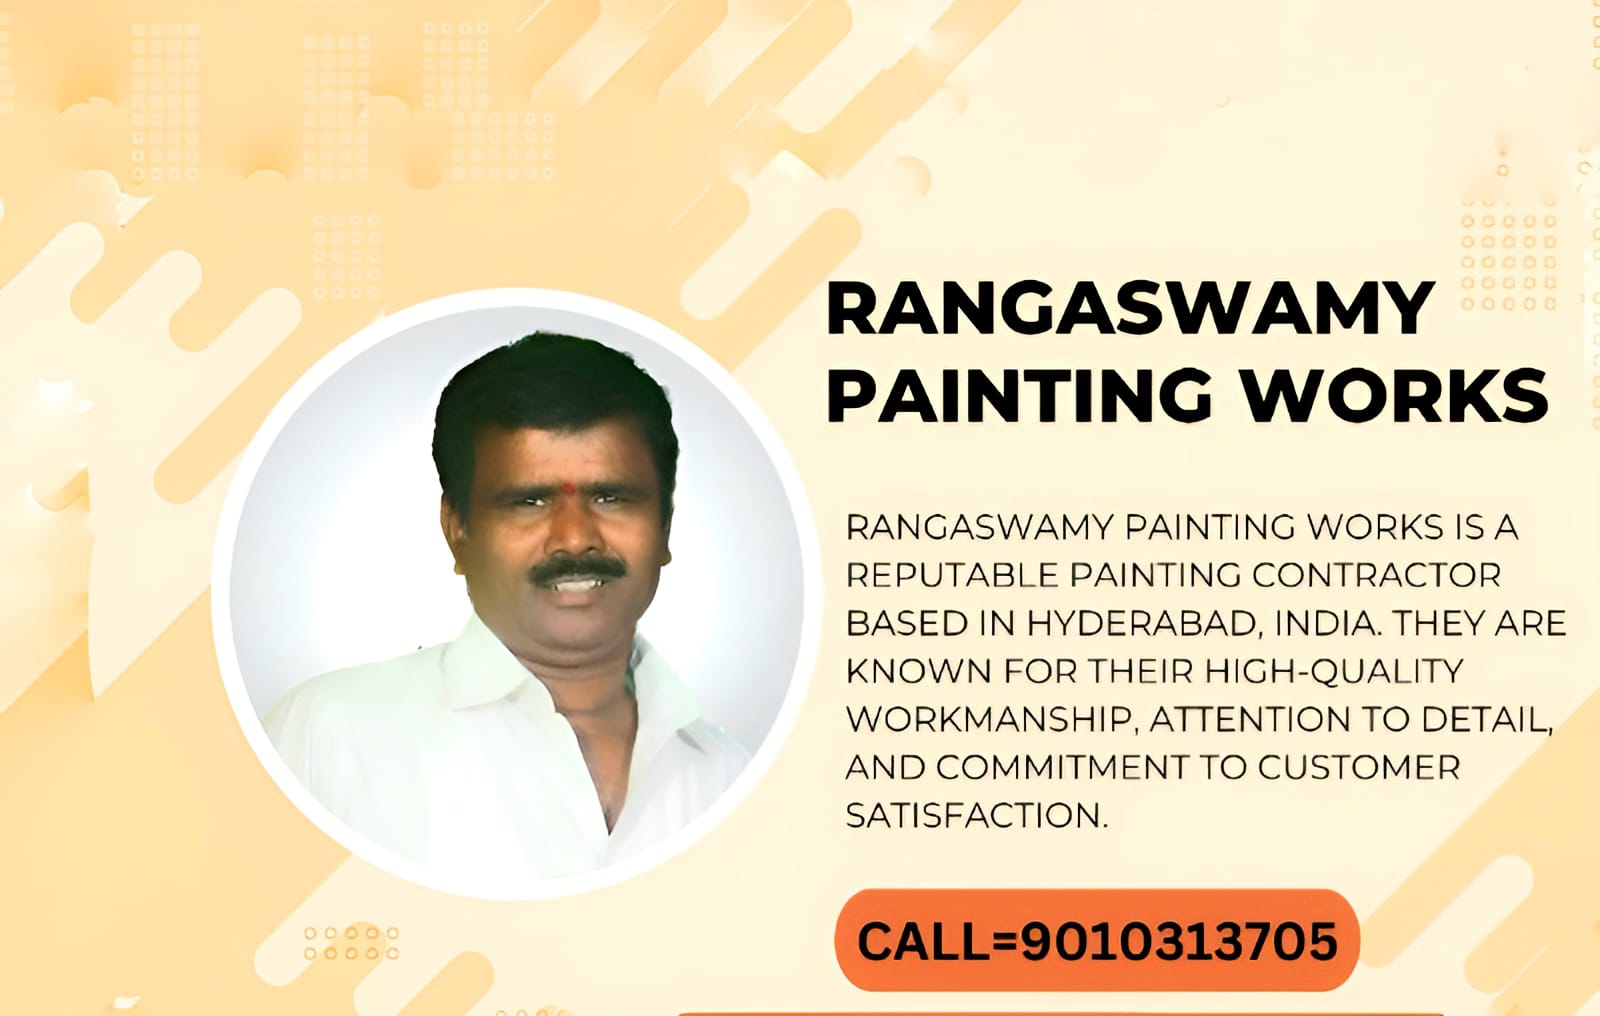 RANGASWAMY
PAINTING WORKS
RANGASWAMY PAINTING WORKS IS A
REPUTABLE PAINTING CONTRACTOR
BASED IN HYDERABAD, INDIA. THEY ARE
KNOWN FOR THEIR HIGH-QUALITY
WORKMANSHIP, ATTENTION TO DETAIL,
AND COMMITMENT TO CUSTOMER
SATISFACTION.
CALL=9010313705